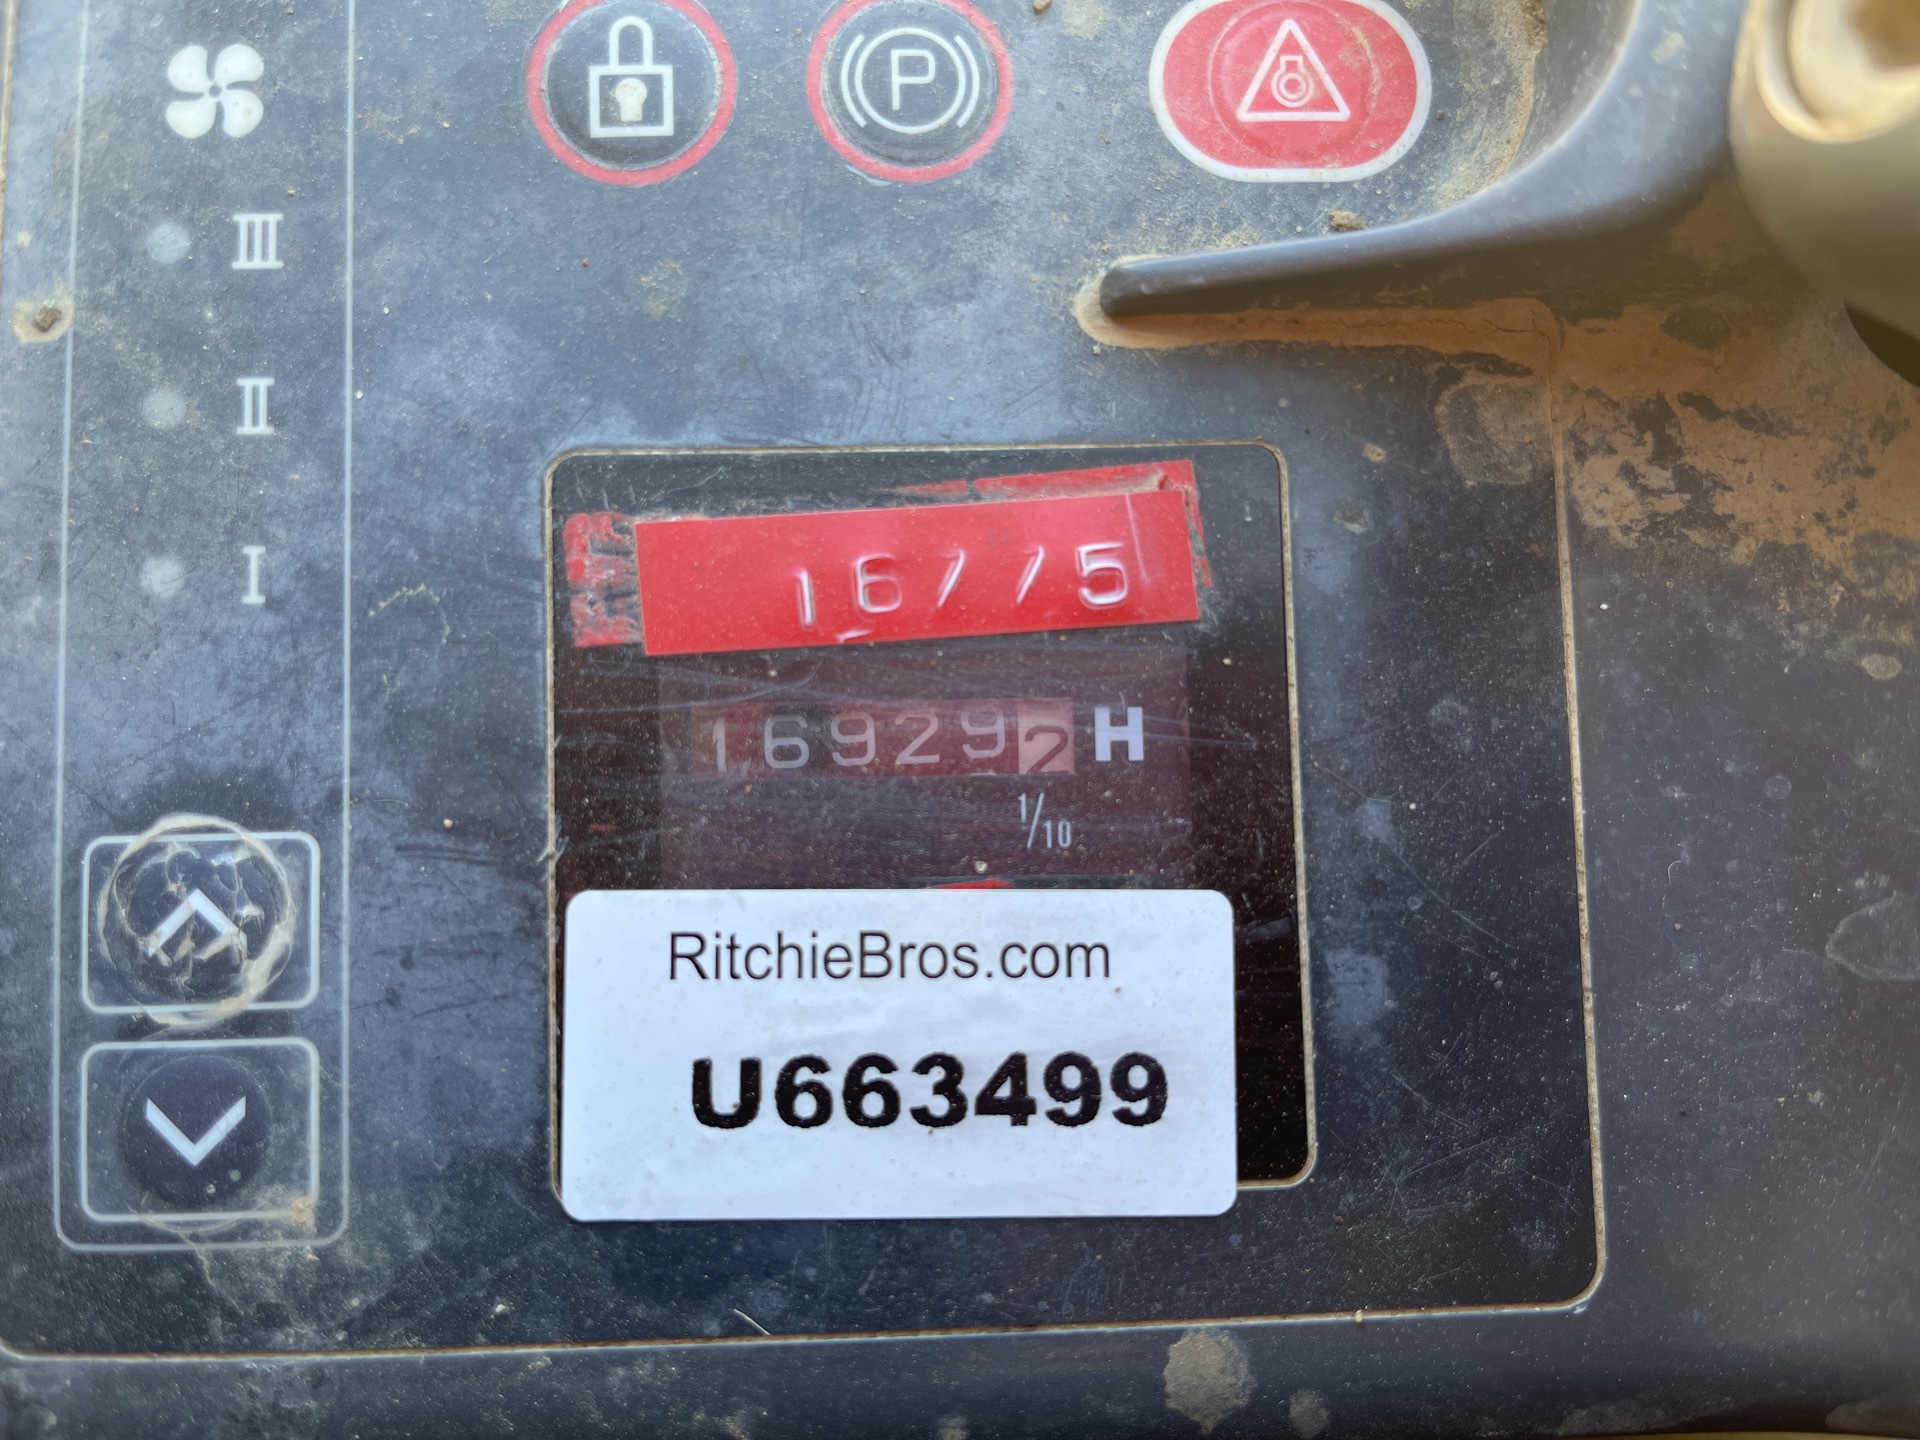 P
III
II
I
16775
169292 H
1/10
RitchieBros.com
U663499